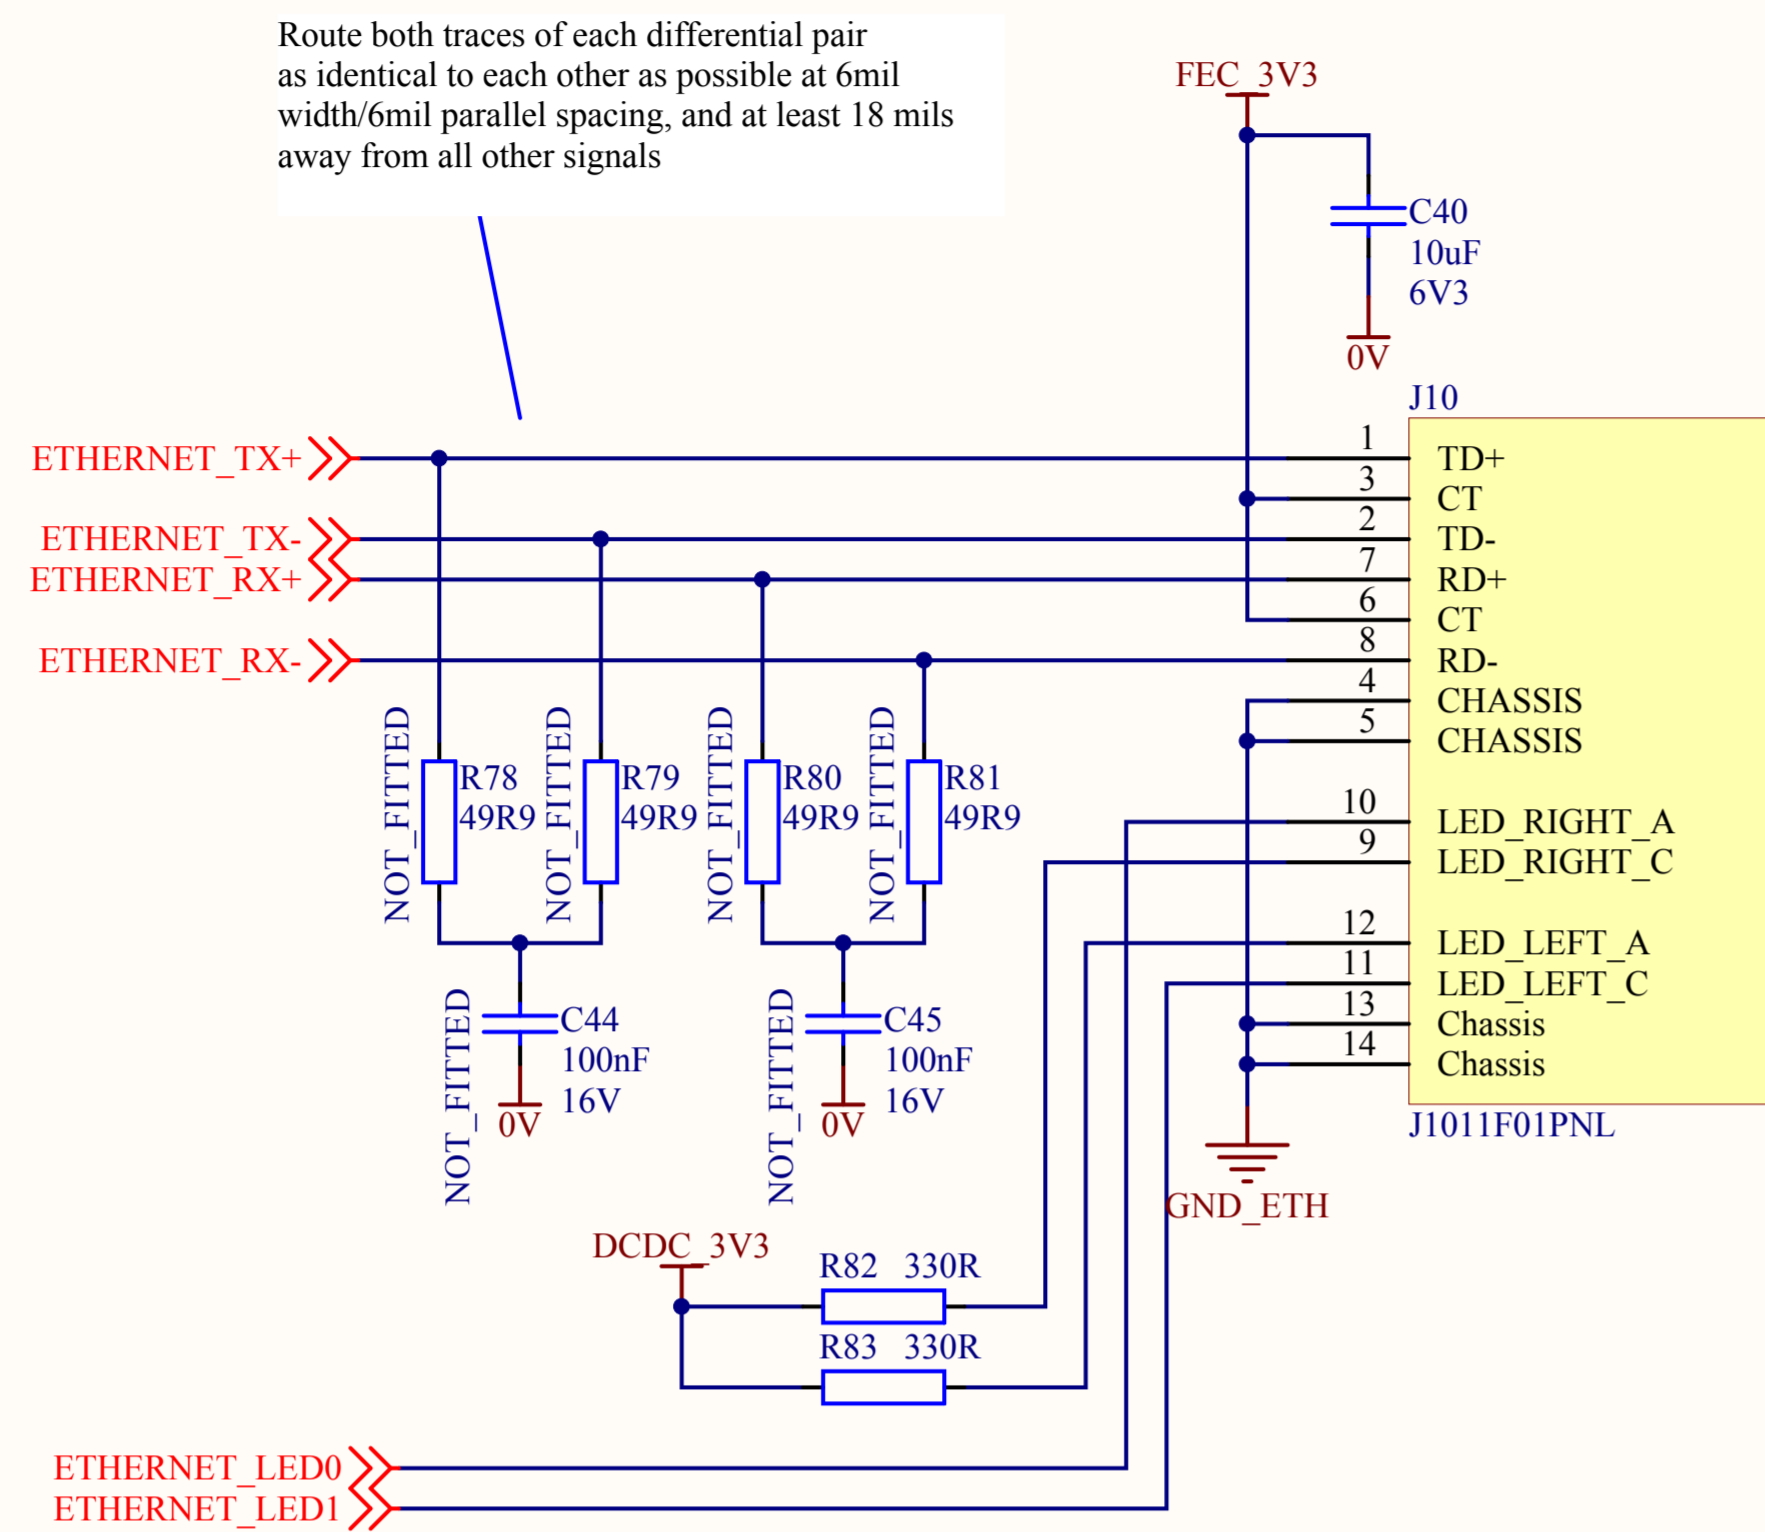 Route both traces of each differential pair
as identical to each other as possible at 6mil
width/6mil parallel spacing, and at least 18 mils
away from all other signals
FEC_3V3
C40
10uF
6V3
0V
J10
ETHERNET_TX+
1
TD+
3
CT
ETHERNET_TX-
2
TD-
ETHERNET_RX+
7
RD+
6
CT
ETHERNET_RX-
8
RD-
4
CHASSIS
5
CHASSIS
NOT_FITTED
R78
49R9
NOT_FITTED
R79
49R9
NOT_FITTED
R80
49R9
NOT_FITTED
R81
49R9
10
LED_RIGHT_A
9
LED_RIGHT_C
12
LED_LEFT_A
11
LED_LEFT_C
13
Chassis
14
Chassis
NOT_FITTED
C44
100nF
16V
0V
NOT_FITTED
C45
100nF
16V
0V
J1011F01PNL
GND_ETH
DCDC_3V3
R82 330R
R83 330R
ETHERNET_LED0
ETHERNET_LED1